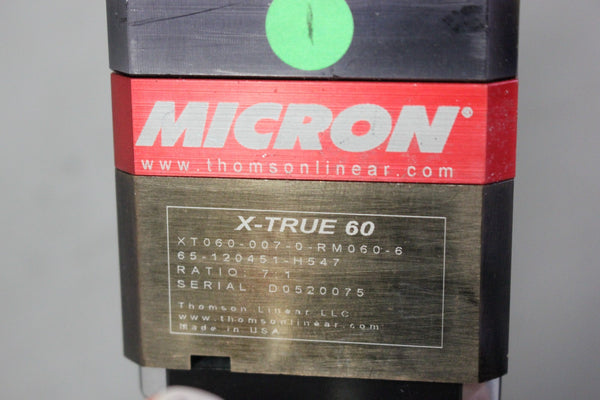 MICRON®
www.thomsonlinear.com
X-TRUE 60
XT060-007-0-RM060-6
65-120451-H547
RATIO: 7:1
SERIAL: D0520075
Thomson Linear LLC
www.thomsonlinear.com
Made in USA